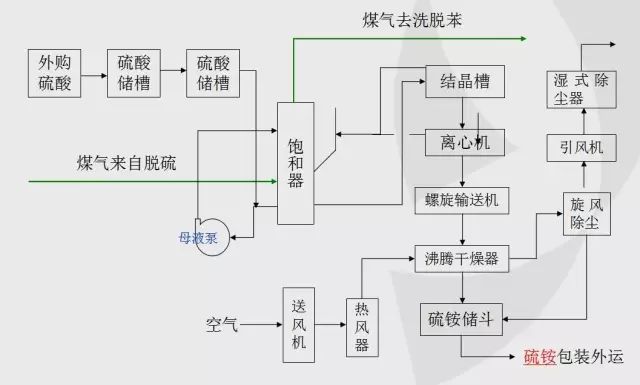 煤气去洗脱苯
外购
硫酸
硫酸
储槽
硫酸
储槽
结晶槽
湿式除
尘器
饱和器
离心机
引风机
煤气来自脱硫
螺旋输送机
旋风
除尘
母液泵
沸腾干燥器
空气
送风机
热风器
硫铵储斗
硫铵包装外运